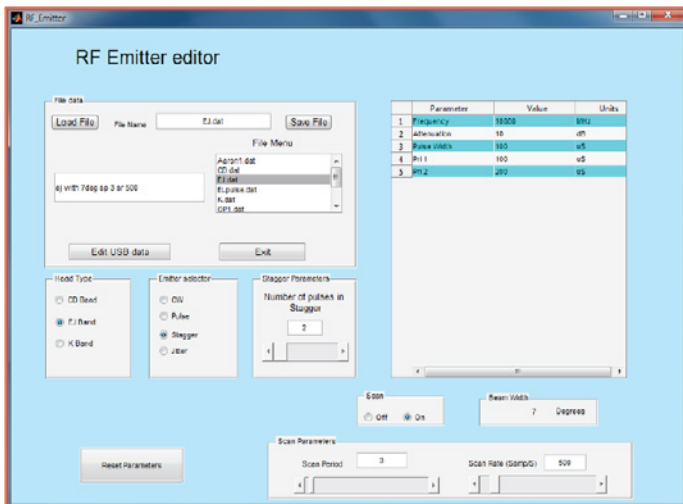 RF_Emitter
RF Emitter editor
File data
Load File
File Name
EJ.dat
Save File
File Menu
Aaron1.dat
CD.dat
EJ.dat
EJpulse.dat
K.dat
OP1.dat
ej with 7deg sp 3 sr 500
Edit USB data
Exit
Parameter Value Units
1 Frequency 10000 MHz
2 Attenuation 10 dB
3 Pulse Width 100 uS
4 Pri 1 100 uS
5 Pri 2 200 uS
Head Type
CD Band
EJ Band
K Band
Emitter selector
CW
Pulse
Stagger
Jitter
Stagger Parameters
Number of pulses in
Stagger
2
Scan
Off
On
Beam Width
7 Degrees
Reset Parameters
Scan Parameters
Scan Period
3
Scan Rate (Samp/S)
500